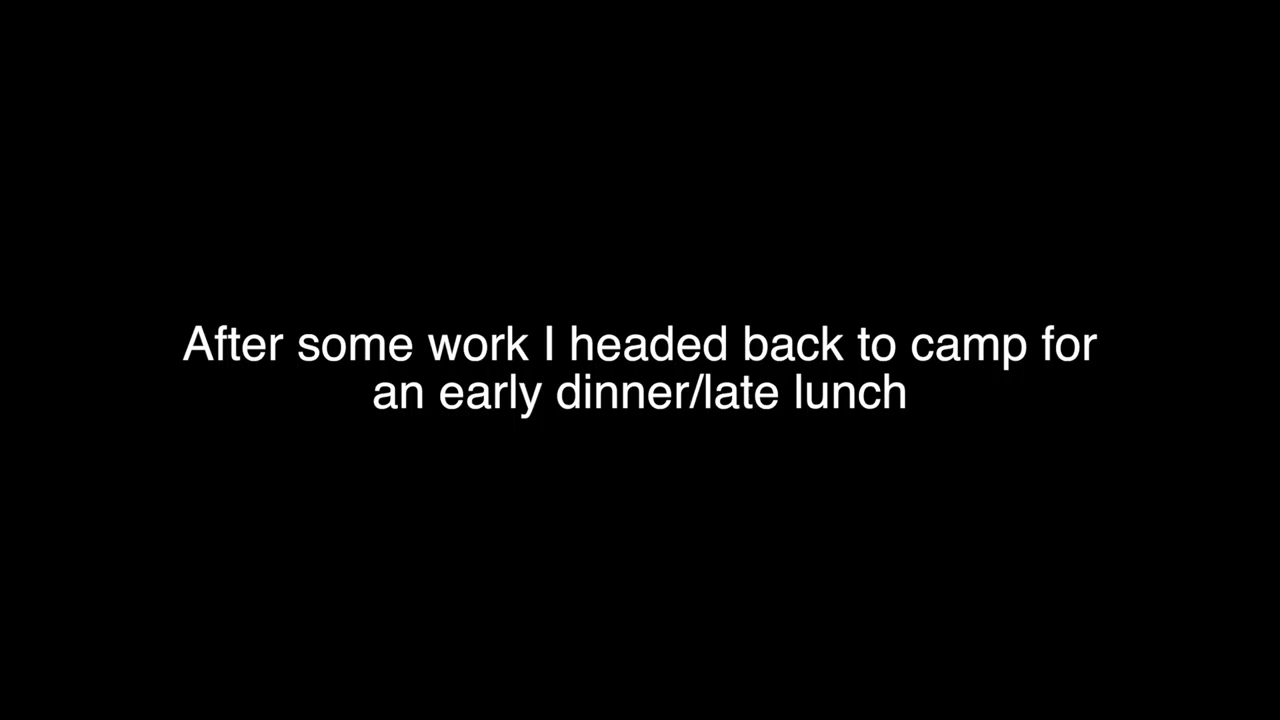 After some work I headed back to camp for
an early dinner/late lunch